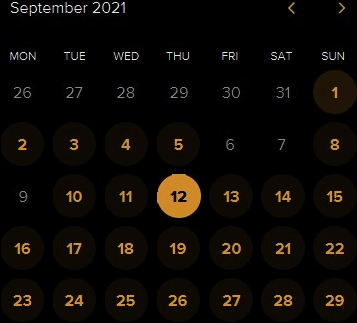 September 2021
MON TUE WED THU FRI SAT SUN
26 27 28 29 30 31 1
2 3 4 5 6 7 8
9 10 11 12 13 14 15
16 17 18 19 20 21 22
23 24 25 26 27 28 29